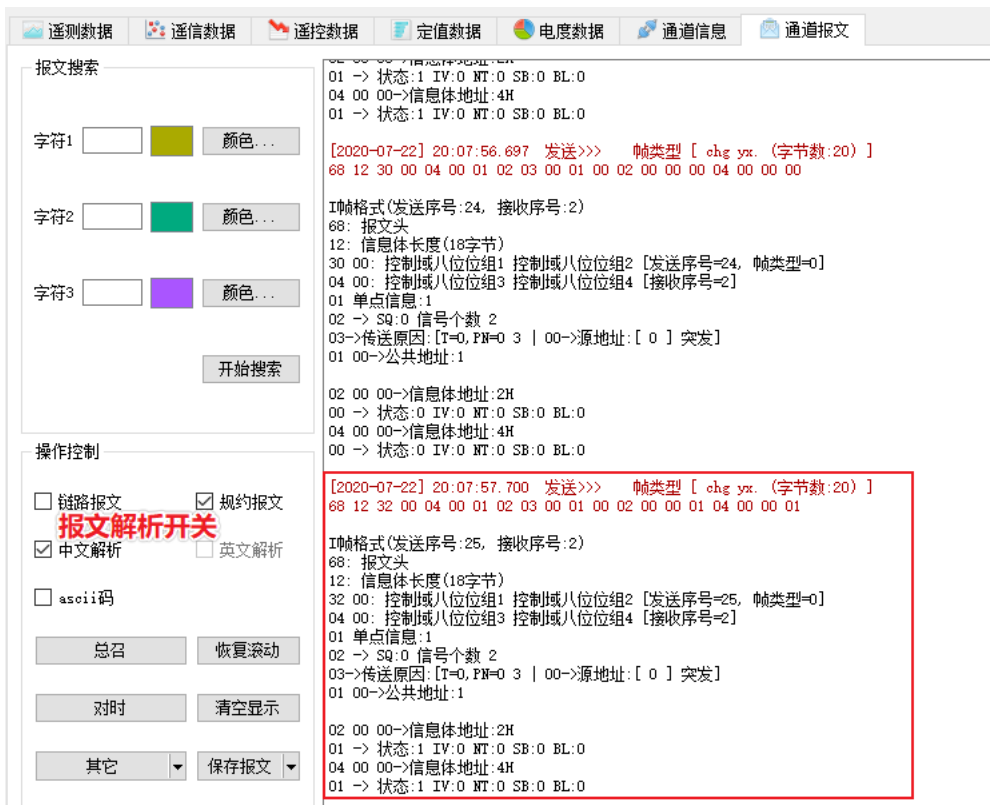 遥测数据 遥信数据 遥控数据 定值数据 电度数据 通道信息 通道报文
报文搜索
字符1 颜色...
字符2 颜色...
字符3 颜色...
开始搜索
操作控制
链路报文 规约报文
报文解析开关
中文解析 英文解析
ascii码
总召 恢复滚动
对时 清空显示
其它 保存报文
01 -> 状态:1 IV:0 NT:0 SB:0 BL:0
04 00 00->信息体地址:4H
01 -> 状态:1 IV:0 NT:0 SB:0 BL:0
[2020-07-22] 20:07:56.697 发送>>> 帧类型 [ chg yx. (字节数:20) ]
68 12 30 00 04 00 01 02 03 00 01 00 02 00 00 00 04 00 00 00
I帧格式(发送序号:24, 接收序号:2)
68: 报文头
12: 信息体长度(18字节)
30 00: 控制域八位位组1 控制域八位位组2 [发送序号=24, 帧类型=0]
04 00: 控制域八位位组3 控制域八位位组4 [接收序号=2]
01 单点信息:1
02 -> SQ:0 信号个数 2
03->传送原因:[T=0,PN=0 3 | 00->源地址:[ 0 ] 突发]
01 00->公共地址:1
02 00 00->信息体地址:2H
00 -> 状态:0 IV:0 NT:0 SB:0 BL:0
04 00 00->信息体地址:4H
00 -> 状态:0 IV:0 NT:0 SB:0 BL:0
[2020-07-22] 20:07:57.700 发送>>> 帧类型 [ chg yx. (字节数:20) ]
68 12 32 00 04 00 01 02 03 00 01 00 02 00 00 01 04 00 00 01
I帧格式(发送序号:25, 接收序号:2)
68: 报文头
12: 信息体长度(18字节)
32 00: 控制域八位位组1 控制域八位位组2 [发送序号=25, 帧类型=0]
04 00: 控制域八位位组3 控制域八位位组4 [接收序号=2]
01 单点信息:1
02 -> SQ:0 信号个数 2
03->传送原因:[T=0,PN=0 3 | 00->源地址:[ 0 ] 突发]
01 00->公共地址:1
02 00 00->信息体地址:2H
01 -> 状态:1 IV:0 NT:0 SB:0 BL:0
04 00 00->信息体地址:4H
01 -> 状态:1 IV:0 NT:0 SB:0 BL:0